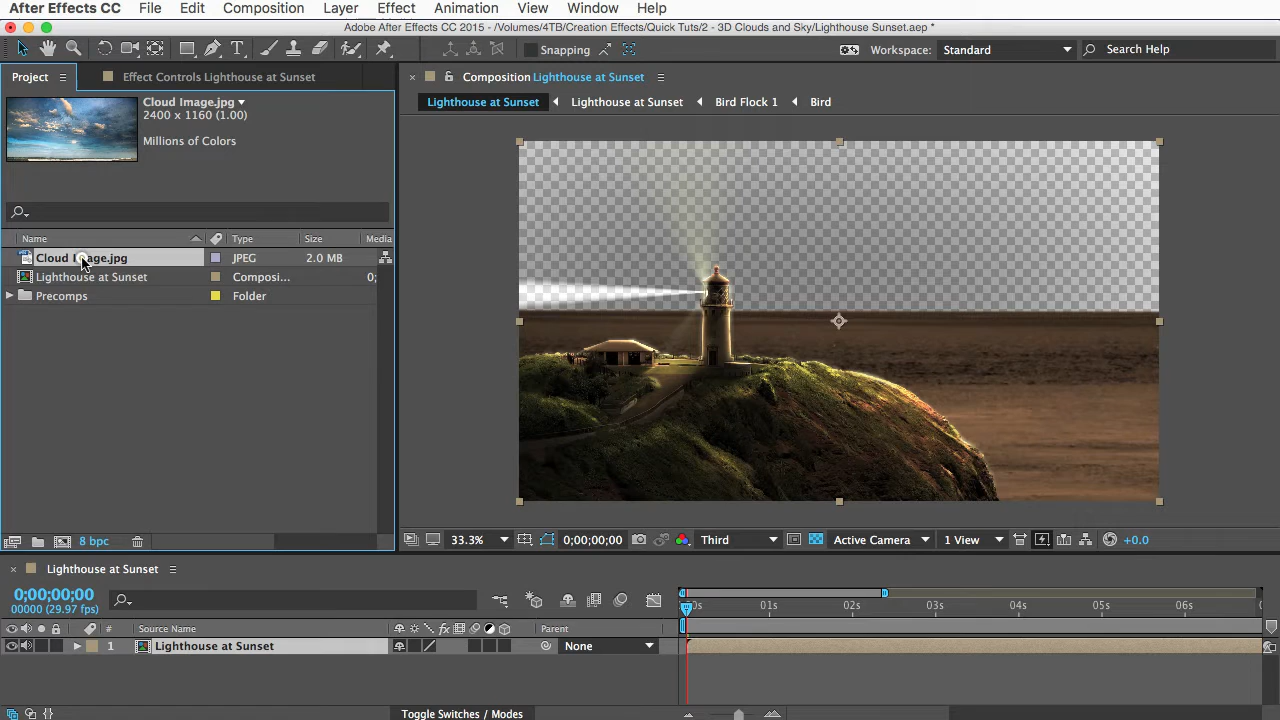 After Effects CC File Edit Composition Layer Effect Animation View Window Help
Adobe After Effects CC 2015 - /Volumes/4TB/Creation Effects/Quick Tuts/2 - 3D Clouds and Sky/Lighthouse Sunset.aep *
Snapping Workspace: Standard Search Help
Project Effect Controls Lighthouse at Sunset Composition Lighthouse at Sunset
Cloud Image.jpg
2400 x 1160 (1.00)
Millions of Colors
Lighthouse at Sunset Lighthouse at Sunset Bird Flock 1 Bird
Name Type Size Media
Cloud Image.jpg JPEG 2.0 MB
Lighthouse at Sunset Composi... 0;
Precomps Folder
8 bpc 33.3% 0;00;00;00 Third Active Camera 1 View +0.0
Lighthouse at Sunset
0;00;00;00
00000 (29.97 fps)
01s 02s 03s 04s 05s 06s
# Source Name Parent
1 Lighthouse at Sunset None
Toggle Switches / Modes